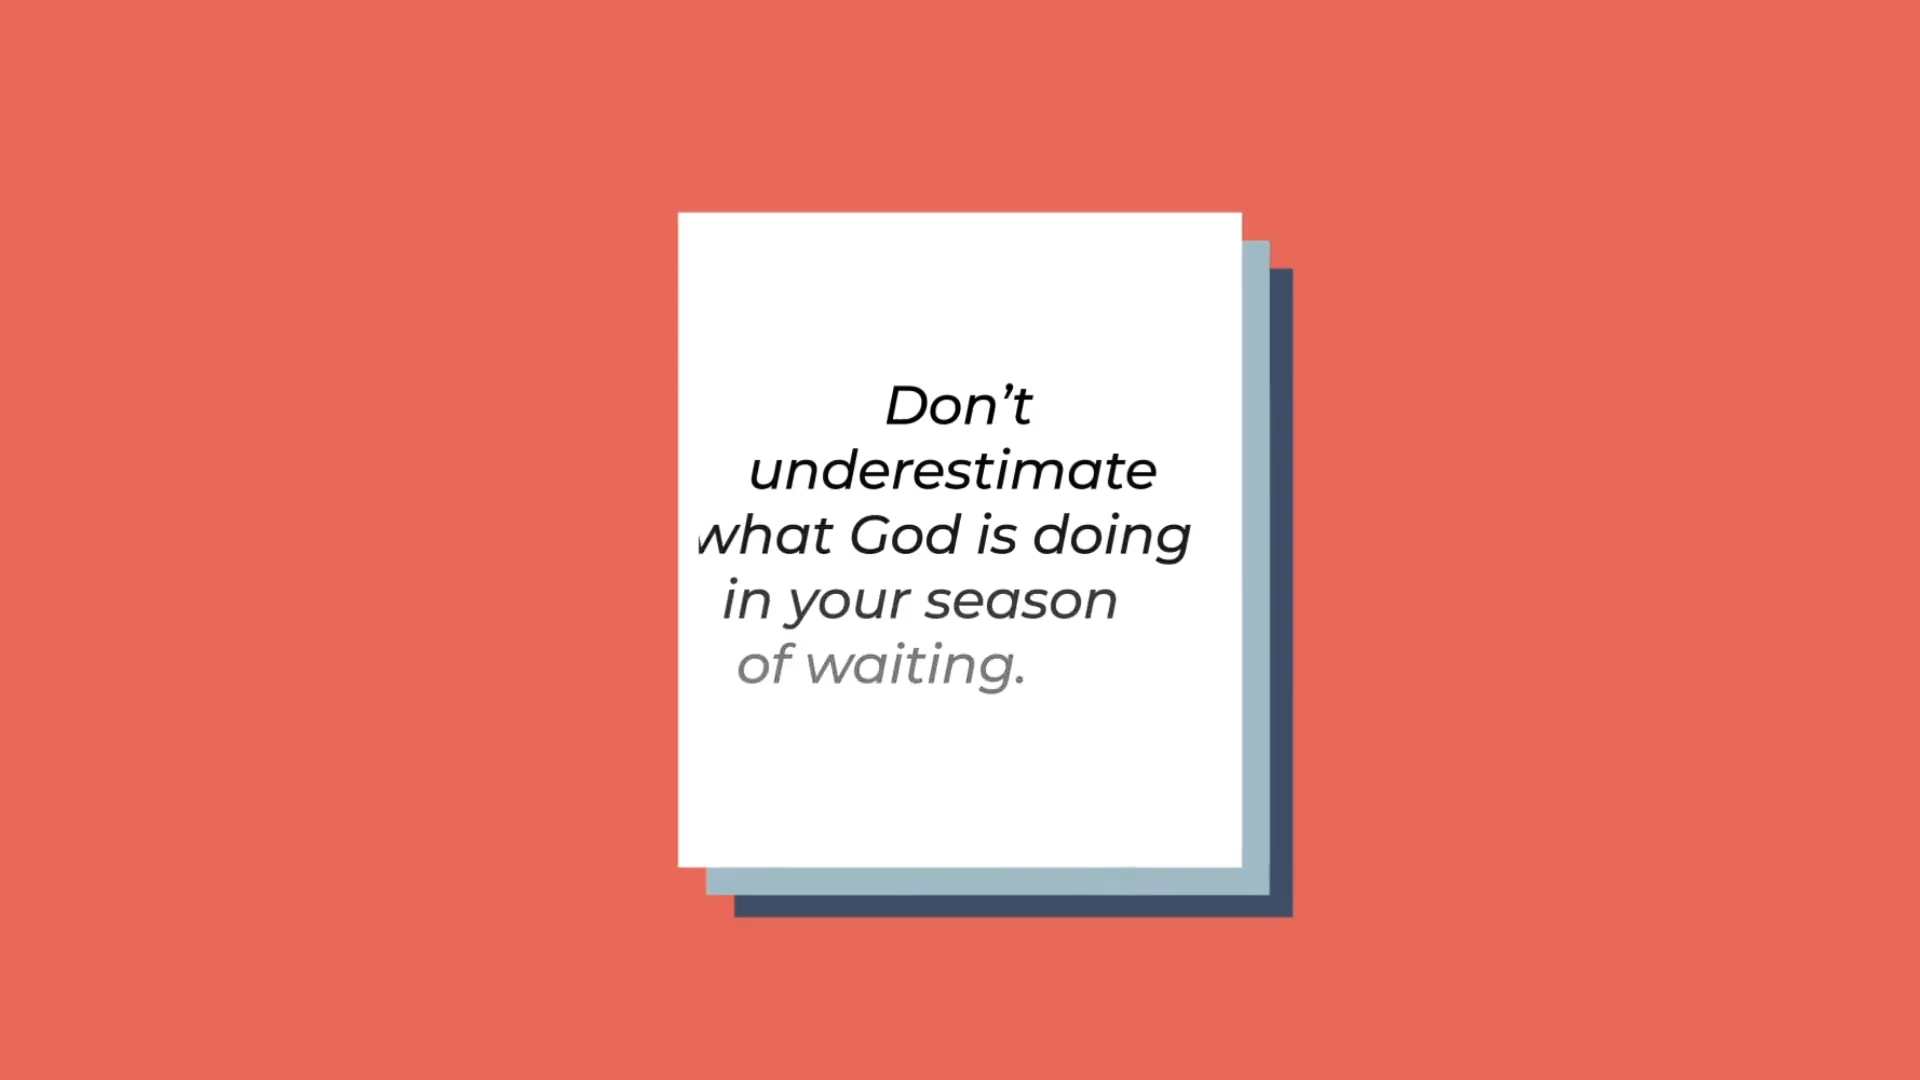 Don’t
underestimate
what God is doing
in your season
of waiting.